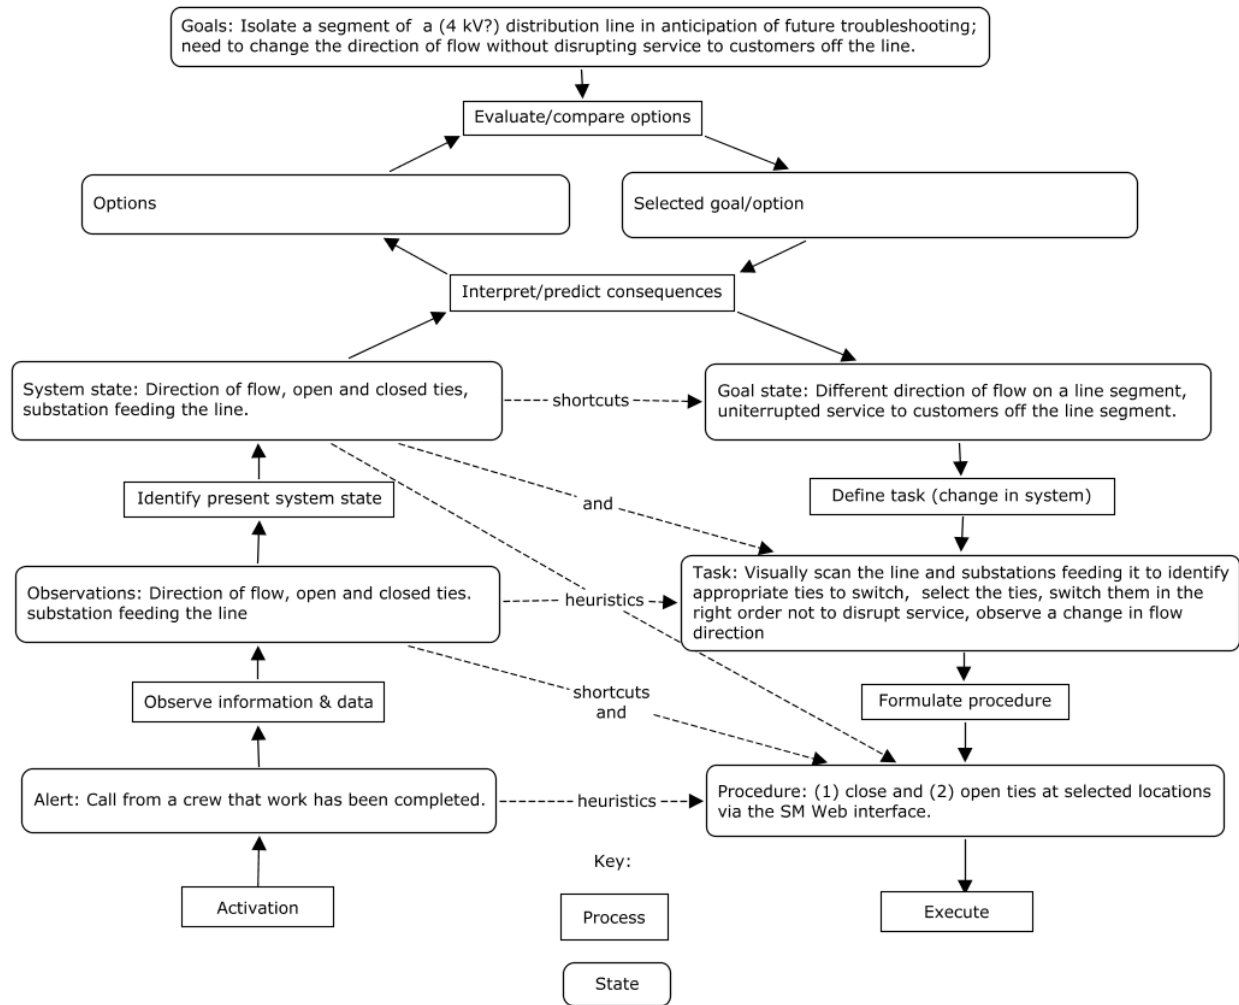 Goals: Isolate a segment of  a (4 kV?) distribution line in anticipation of future troubleshooting;
need to change the direction of flow without disrupting service to customers off the line.
Evaluate/compare options
Options
Selected goal/option
Interpret/predict consequences
System state: Direction of flow, open and closed ties,
substation feeding the line.
shortcuts
Goal state: Different direction of flow on a line segment,
uniterrupted service to customers off the line segment.
Identify present system state
and
Define task (change in system)
Observations: Direction of flow, open and closed ties.
substation feeding the line
heuristics
Task: Visually scan the line and substations feeding it to identify
appropriate ties to switch,  select the ties, switch them in the
right order not to disrupt service, observe a change in flow
direction
Observe information & data
shortcuts
and
Formulate procedure
Alert: Call from a crew that work has been completed.
heuristics
Procedure: (1) close and (2) open ties at selected locations
via the SM Web interface.
Activation
Key:
Process
State
Execute